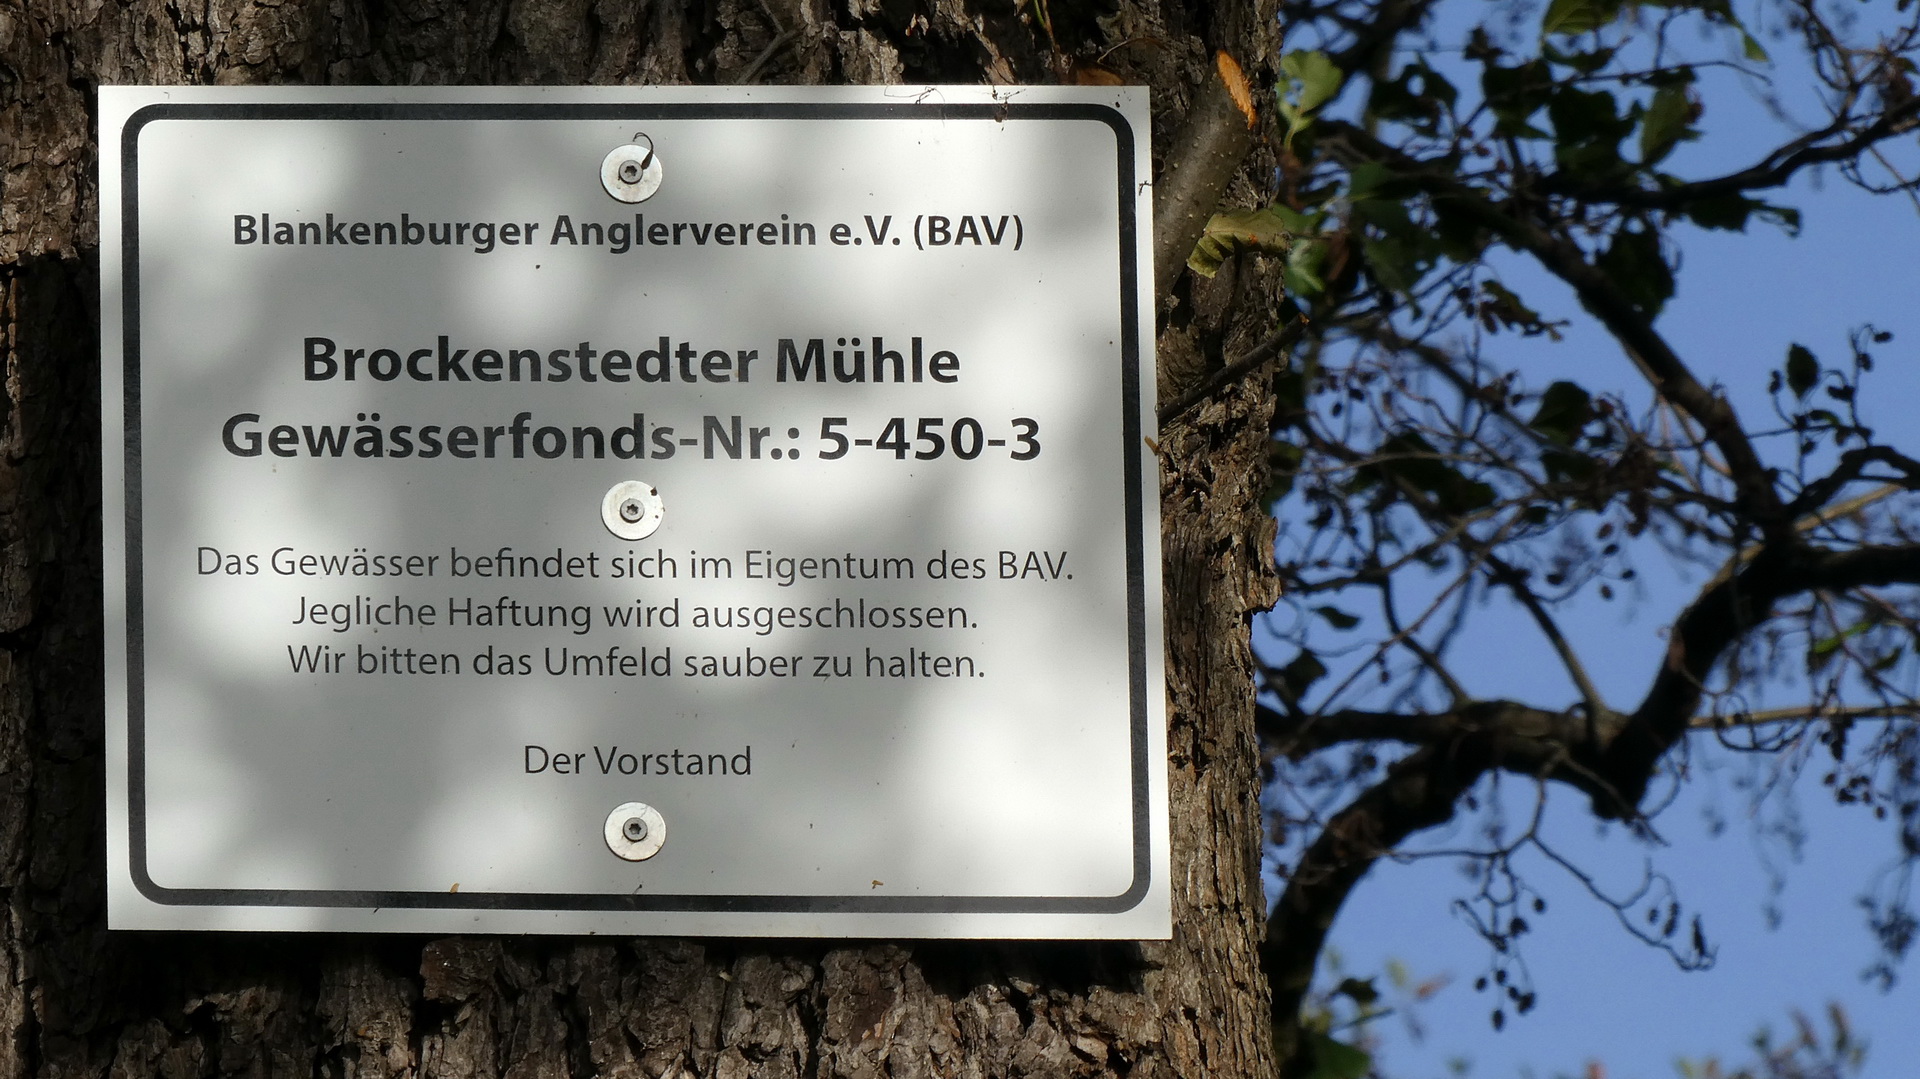 Blankenburger Anglerverein e.V. (BAV)
Brockenstedter Mühle
Gewässerfonds-Nr.: 5-450-3
Das Gewässer befindet sich im Eigentum des BAV.
Jegliche Haftung wird ausgeschlossen.
Wir bitten das Umfeld sauber zu halten.
Der Vorstand